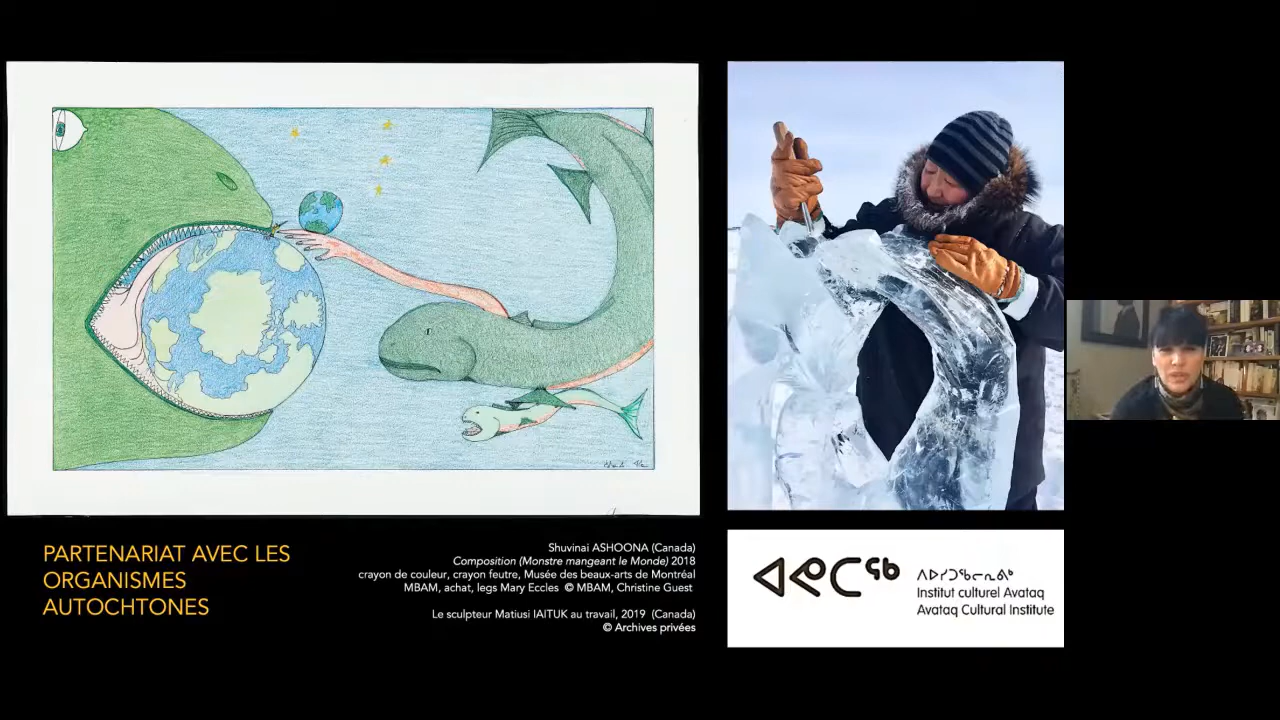 PARTENARIAT AVEC LES
ORGANISMES
AUTOCHTONES
Shuvinai ASHOONA (Canada)
Composition (Monstre mangeant le Monde) 2018
crayon de couleur, crayon feutre, Musée des beaux-arts de Montréal
MBAM, achat, legs Mary Eccles © MBAM, Christine Guest
Le sculpteur Matiusi IAITUK au travail, 2019 (Canada)
© Archives privées
ᐊᕙᑕᖅ
Institut culturel Avataq
Avataq Cultural Institute